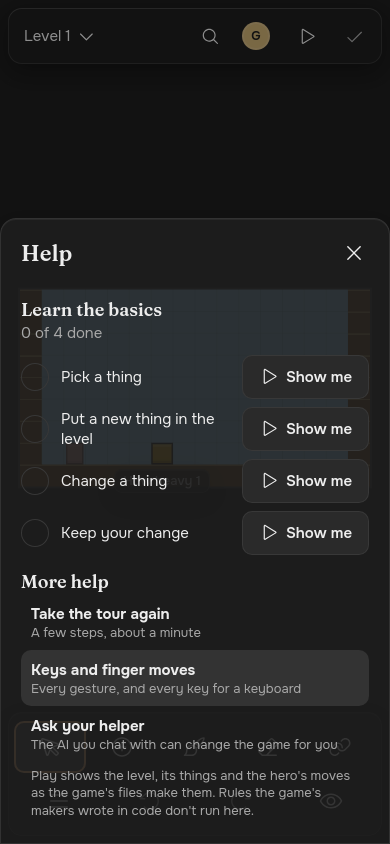 Level 1
G
Help
Learn the basics
0 of 4 done
Pick a thing
Show me
Put a new thing in the
level
Show me
Change a thing
Show me
Keep your change
Show me
More help
Take the tour again
A few steps, about a minute
Keys and finger moves
Every gesture, and every key for a keyboard
Ask your helper
The AI you chat with can change the game for you
Play shows the level, its things and the hero's moves
as the game's files make them. Rules the game's
makers wrote in code don't run here.